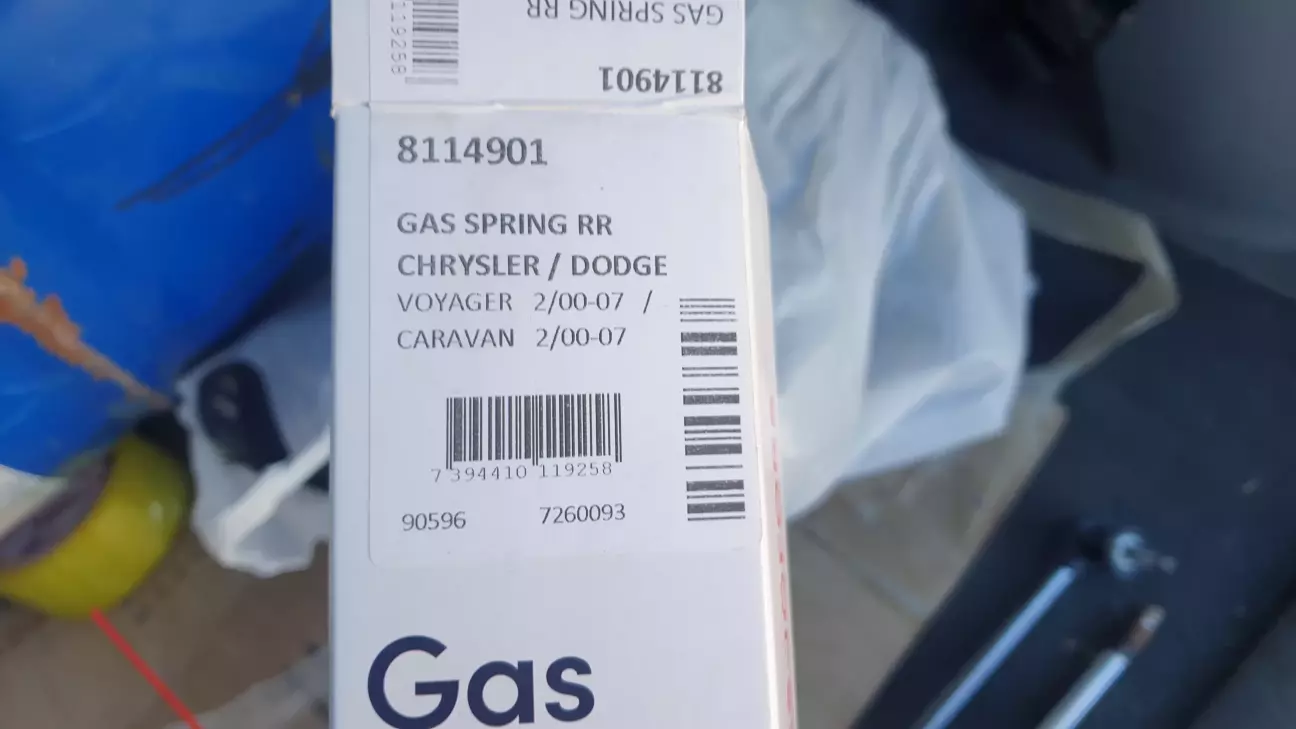 GAS SPRING RR
8114901
119258
8114901
GAS SPRING RR
CHRYSLER / DODGE
VOYAGER 2/00-07 /
CARAVAN 2/00-07
7 394410 119258
90596 7260093
Gas